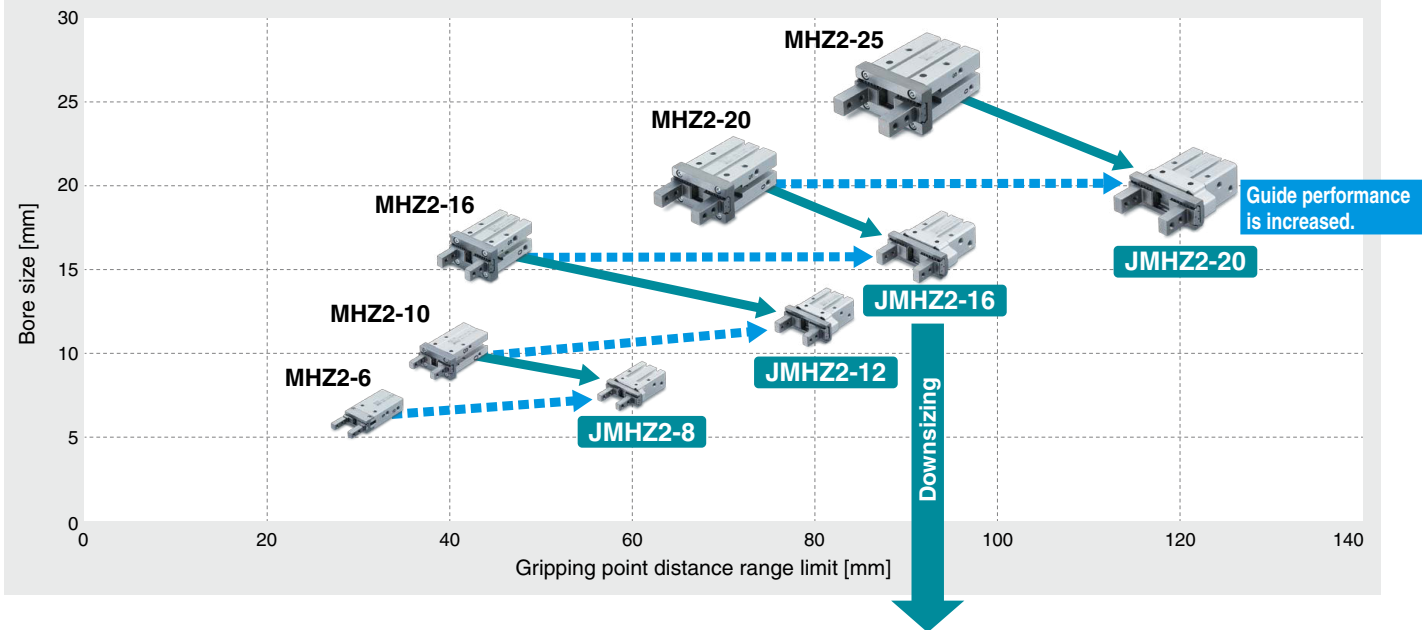 30
25
20
15
10
5
0
Bore size [mm]
MHZ2-25
MHZ2-20
MHZ2-16
MHZ2-10
MHZ2-6
Guide performance
is increased.
JMHZ2-20
JMHZ2-16
JMHZ2-12
JMHZ2-8
Downsizing
0
20
40
60
80
100
120
140
Gripping point distance range limit [mm]